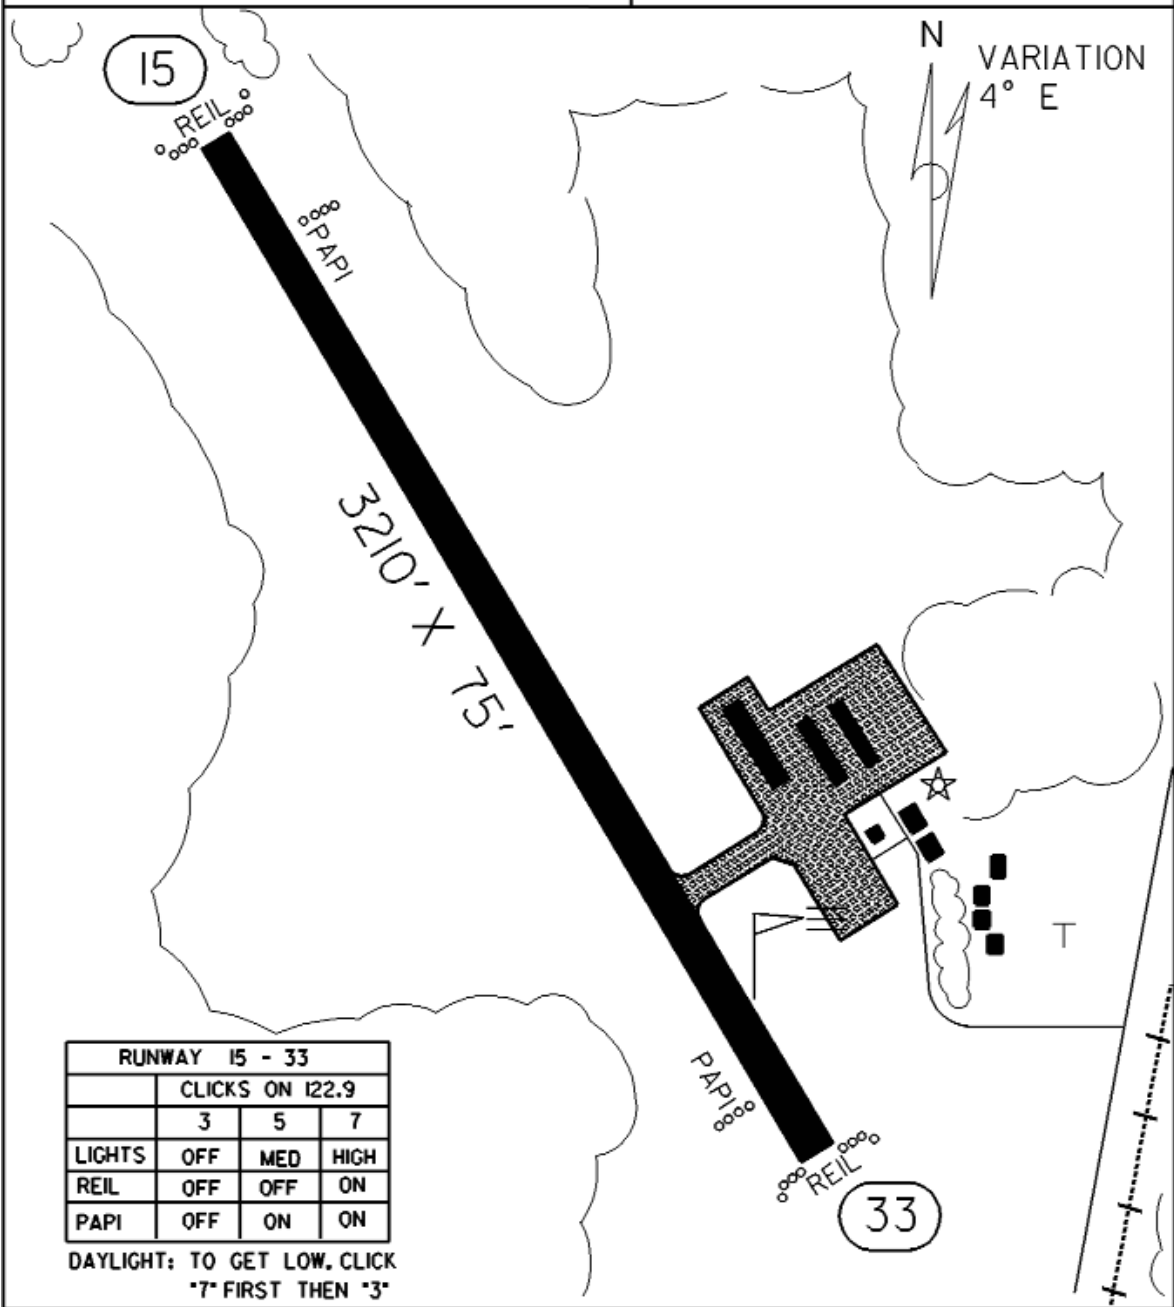 15
N
VARIATION
4° E
REIL
PAPI
3210' X 75'
T
PAPI
REIL
33
RUNWAY 15 - 33
CLICKS ON 122.9
3 5 7
LIGHTS OFF MED HIGH
REIL OFF OFF ON
PAPI OFF ON ON
DAYLIGHT: TO GET LOW, CLICK
"7" FIRST THEN "3"